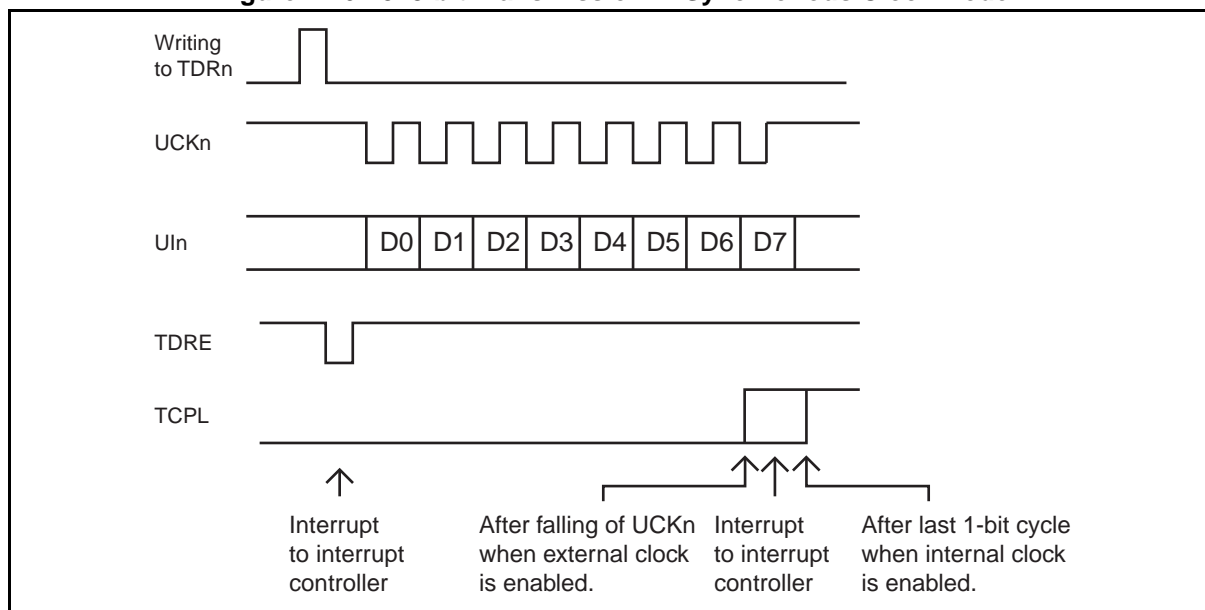 Writing
to TDRn
UCKn
UIn
D0 D1 D2 D3 D4 D5 D6 D7
TDRE
TCPL
Interrupt
to interrupt
controller
After falling of UCKn
when external clock
is enabled.
Interrupt
to interrupt
controller
After last 1-bit cycle
when internal clock
is enabled.